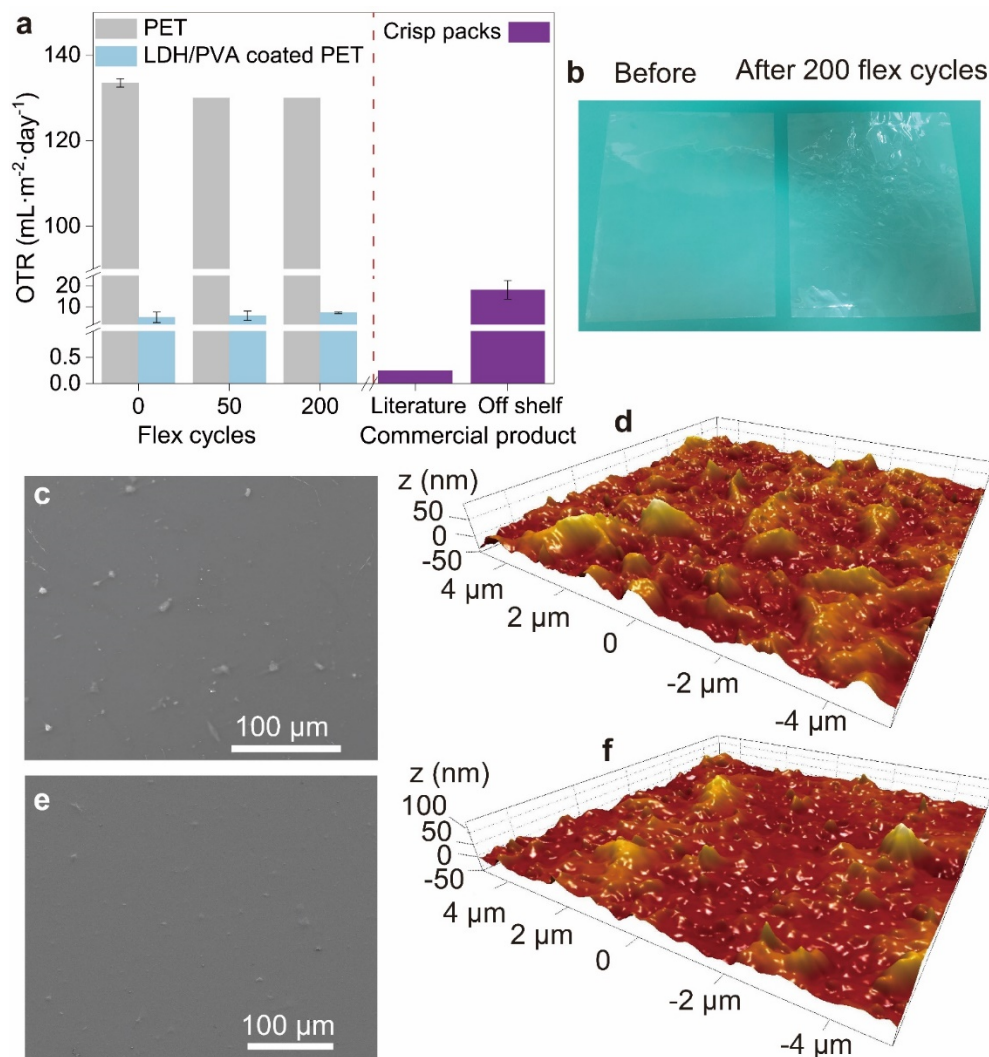 a
PET
LDH/PVA coated PET
Crisp packs
140
120
100
20
10
0.5
0.0
OTR (mL·m⁻²·day⁻¹)
0
50
200
Literature
Off shelf
Flex cycles
Commercial product
b
Before
After 200 flex cycles
c
100 µm
d
z (nm)
50
0
-50
4 µm
2 µm
0
-2 µm
-4 µm
e
100 µm
f
z (nm)
100
50
0
-50
4 µm
2 µm
0
-2 µm
-4 µm